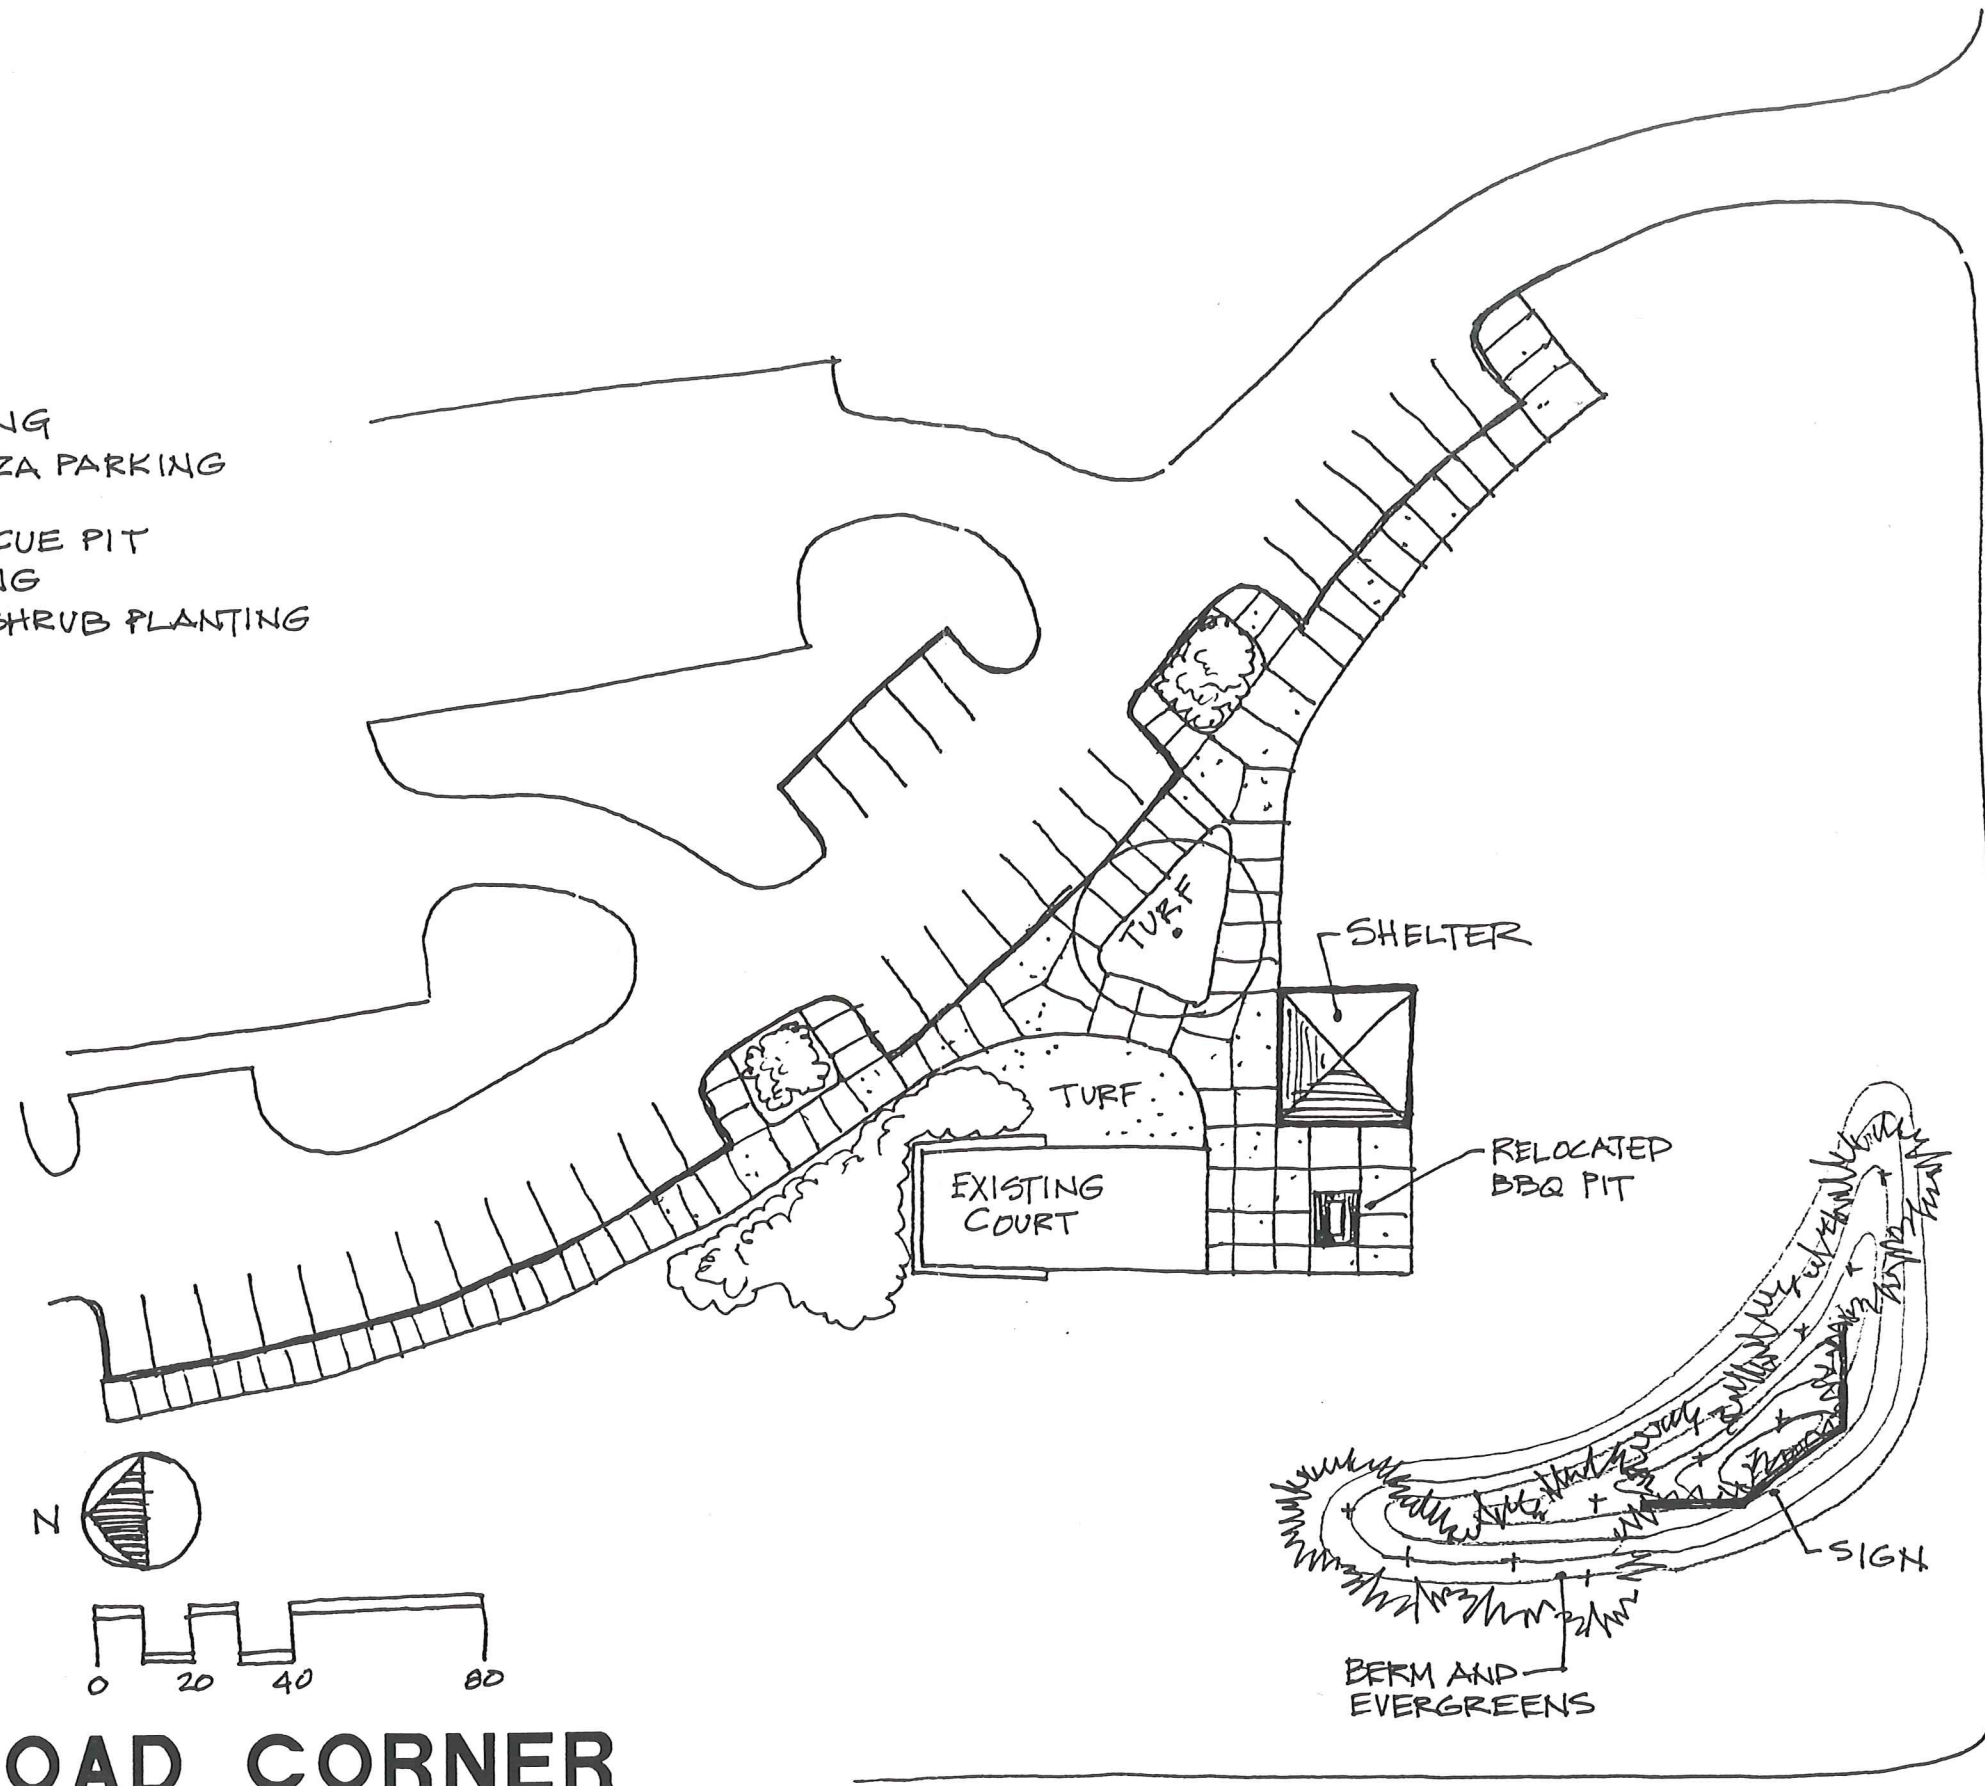 NG
ZA PARKING
CUE PIT
NG
SHRUB PLANTING
TURF
SHELTER
TURF
EXISTING
COURT
RELOCATED
BBQ PIT
N
0 20 40 80
SIGN
BERM AND
EVERGREENS
OAD CORNER